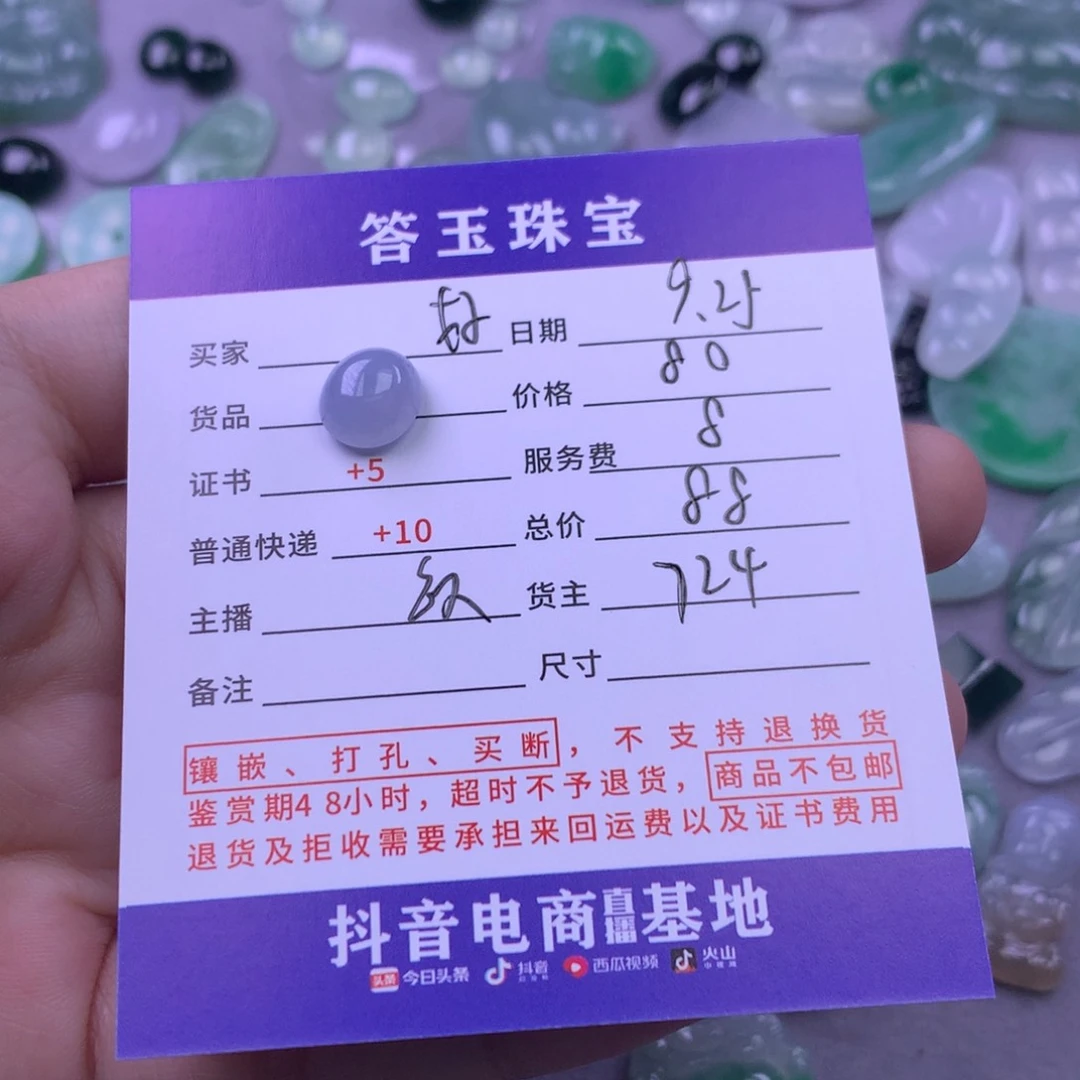 答玉珠宝
买家 日期 9.25
货品 价格 80
证书 +5 服务费 8
普通快递 +10 总价 88
主播 货主 724
备注 尺寸
镶嵌、打孔、买断，不支持退换货
鉴赏期48小时，超时不予退货，商品不包邮
退货及拒收需要承担来回运费以及证书费用
抖音电商直播基地
头条 今日头条 抖音 西瓜视频 火山